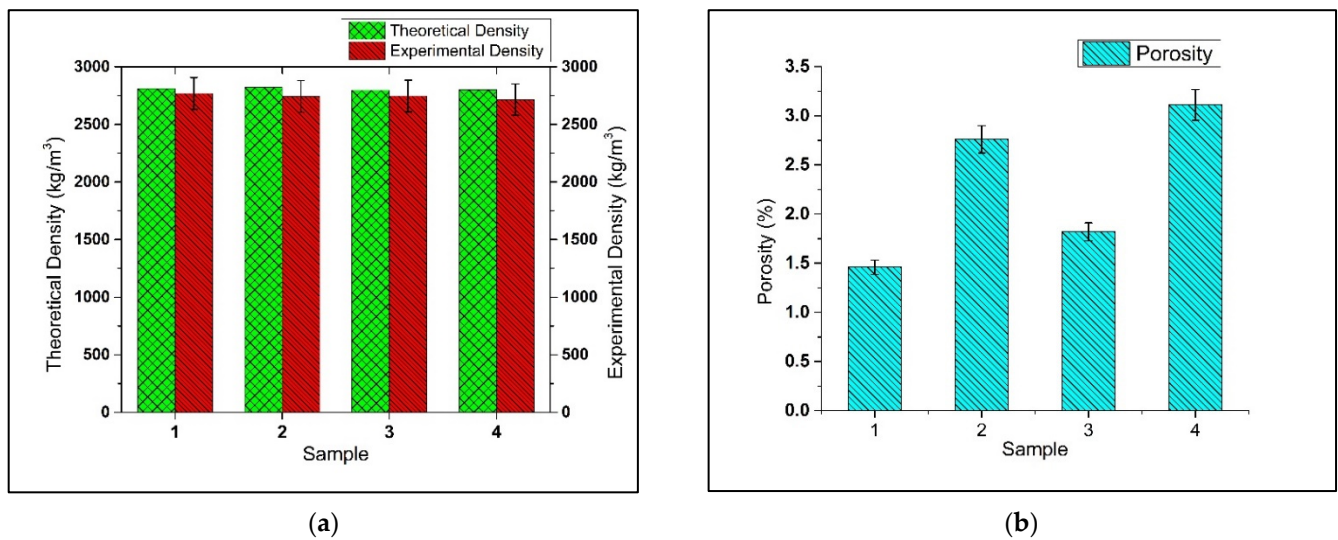 Theoretical Density
Experimental Density
3000
2500
2000
1500
1000
500
0
3000
2500
2000
1500
1000
500
0
Theoretical Density (kg/m³)
Experimental Density (kg/m³)
1 2 3 4
Sample
(a)
Porosity
3.5
3.0
2.5
2.0
1.5
1.0
0.5
0.0
Porosity (%)
1 2 3 4
Sample
(b)